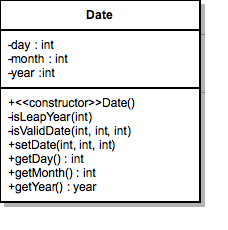 Date
-day : int
-month : int
-year :int
+<<constructor>>Date()
-isLeapYear(int)
-isValidDate(int, int, int)
+setDate(int, int, int)
+getDay() : int
+getMonth() : int
+getYear() : year